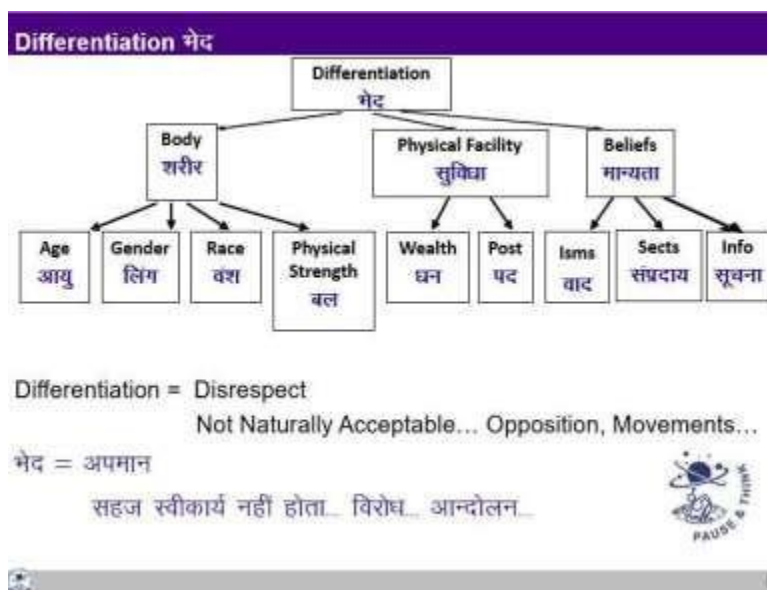 Differentiation भेद
Differentiation
भेद
Body
शरीर
Physical Facility
सुविधा
Beliefs
मान्यता
Age
आयु
Gender
लिंग
Race
वंश
Physical
Strength
बल
Wealth
धन
Post
पद
Isms
वाद
Sects
संप्रदाय
Info
सूचना
Differentiation = Disrespect
Not Naturally Acceptable... Opposition, Movements...
भेद = अपमान
सहज स्वीकार्य नहीं होता... विरोध... आन्दोलन...
PAUSE & THINK